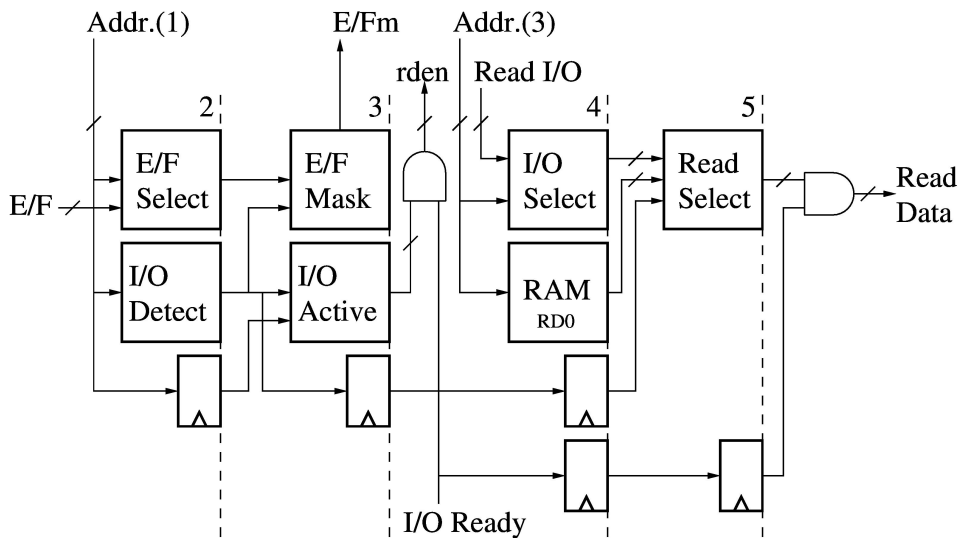 Addr.(1)
E/Fm
Addr.(3)
rden
Read I/O
2
3
4
5
E/F
Select
E/F
Mask
I/O
Select
Read
Select
E/F
Read
Data
I/O
Detect
I/O
Active
RAM
RD0
I/O Ready